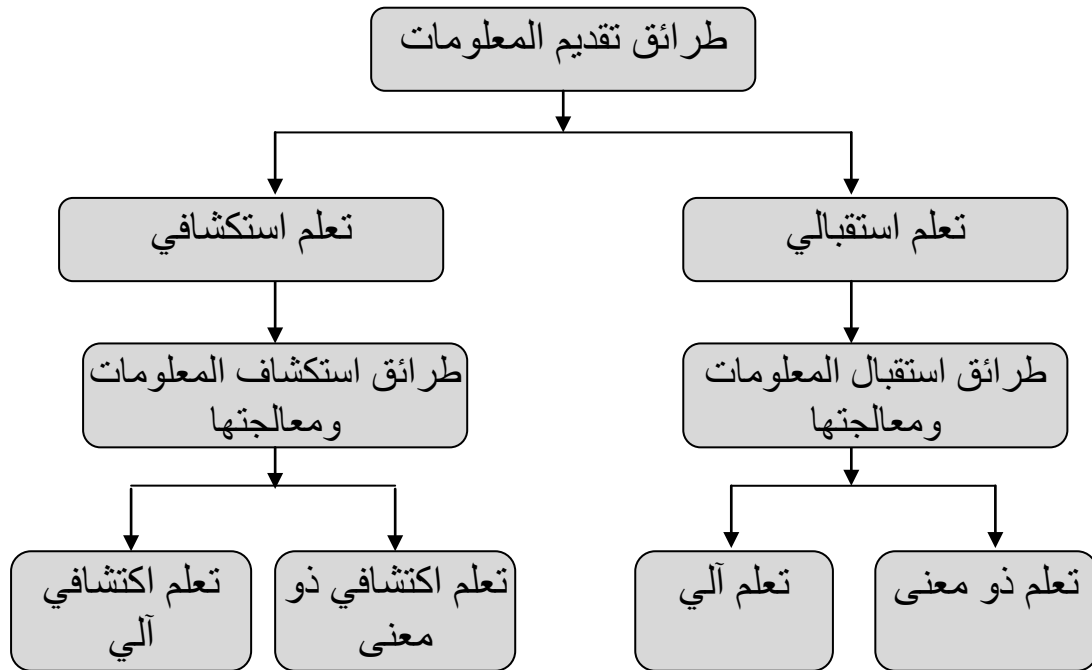 طرائق تقديم المعلومات
تعلم استقبالي
تعلم استكشافي
طرائق استقبال المعلومات
ومعالجتها
طرائق استكشاف المعلومات
ومعالجتها
تعلم ذو معنى
تعلم آلي
تعلم اكتشافي ذو
معنى
تعلم اكتشافي
آلي